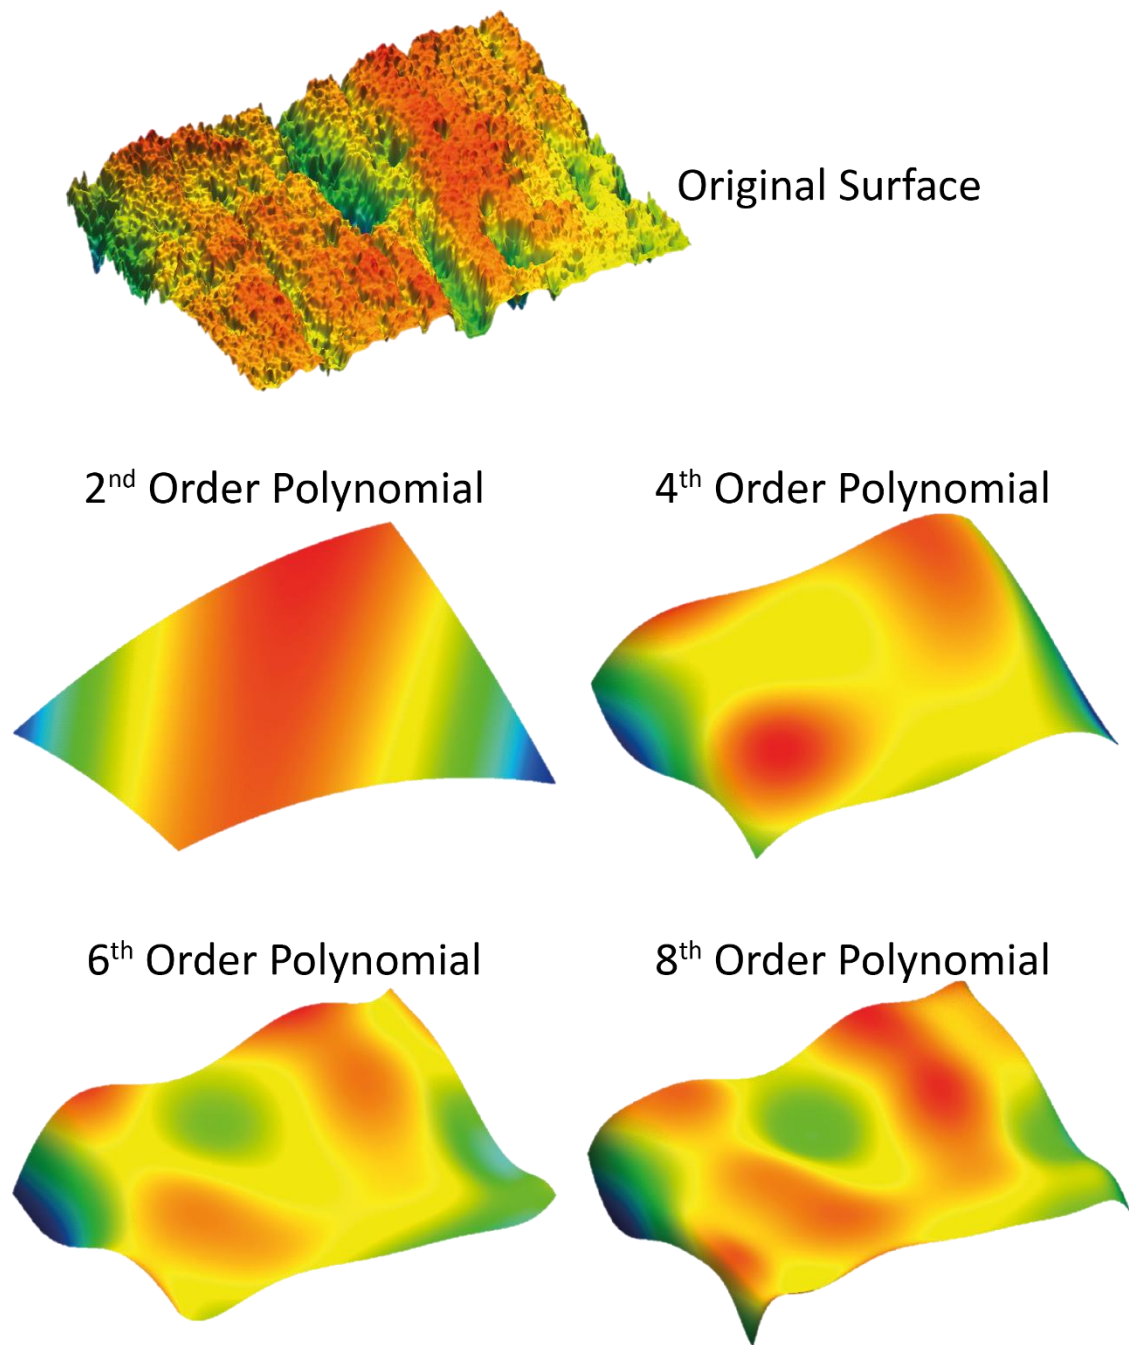 Original Surface
2nd Order Polynomial
4th Order Polynomial
6th Order Polynomial
8th Order Polynomial